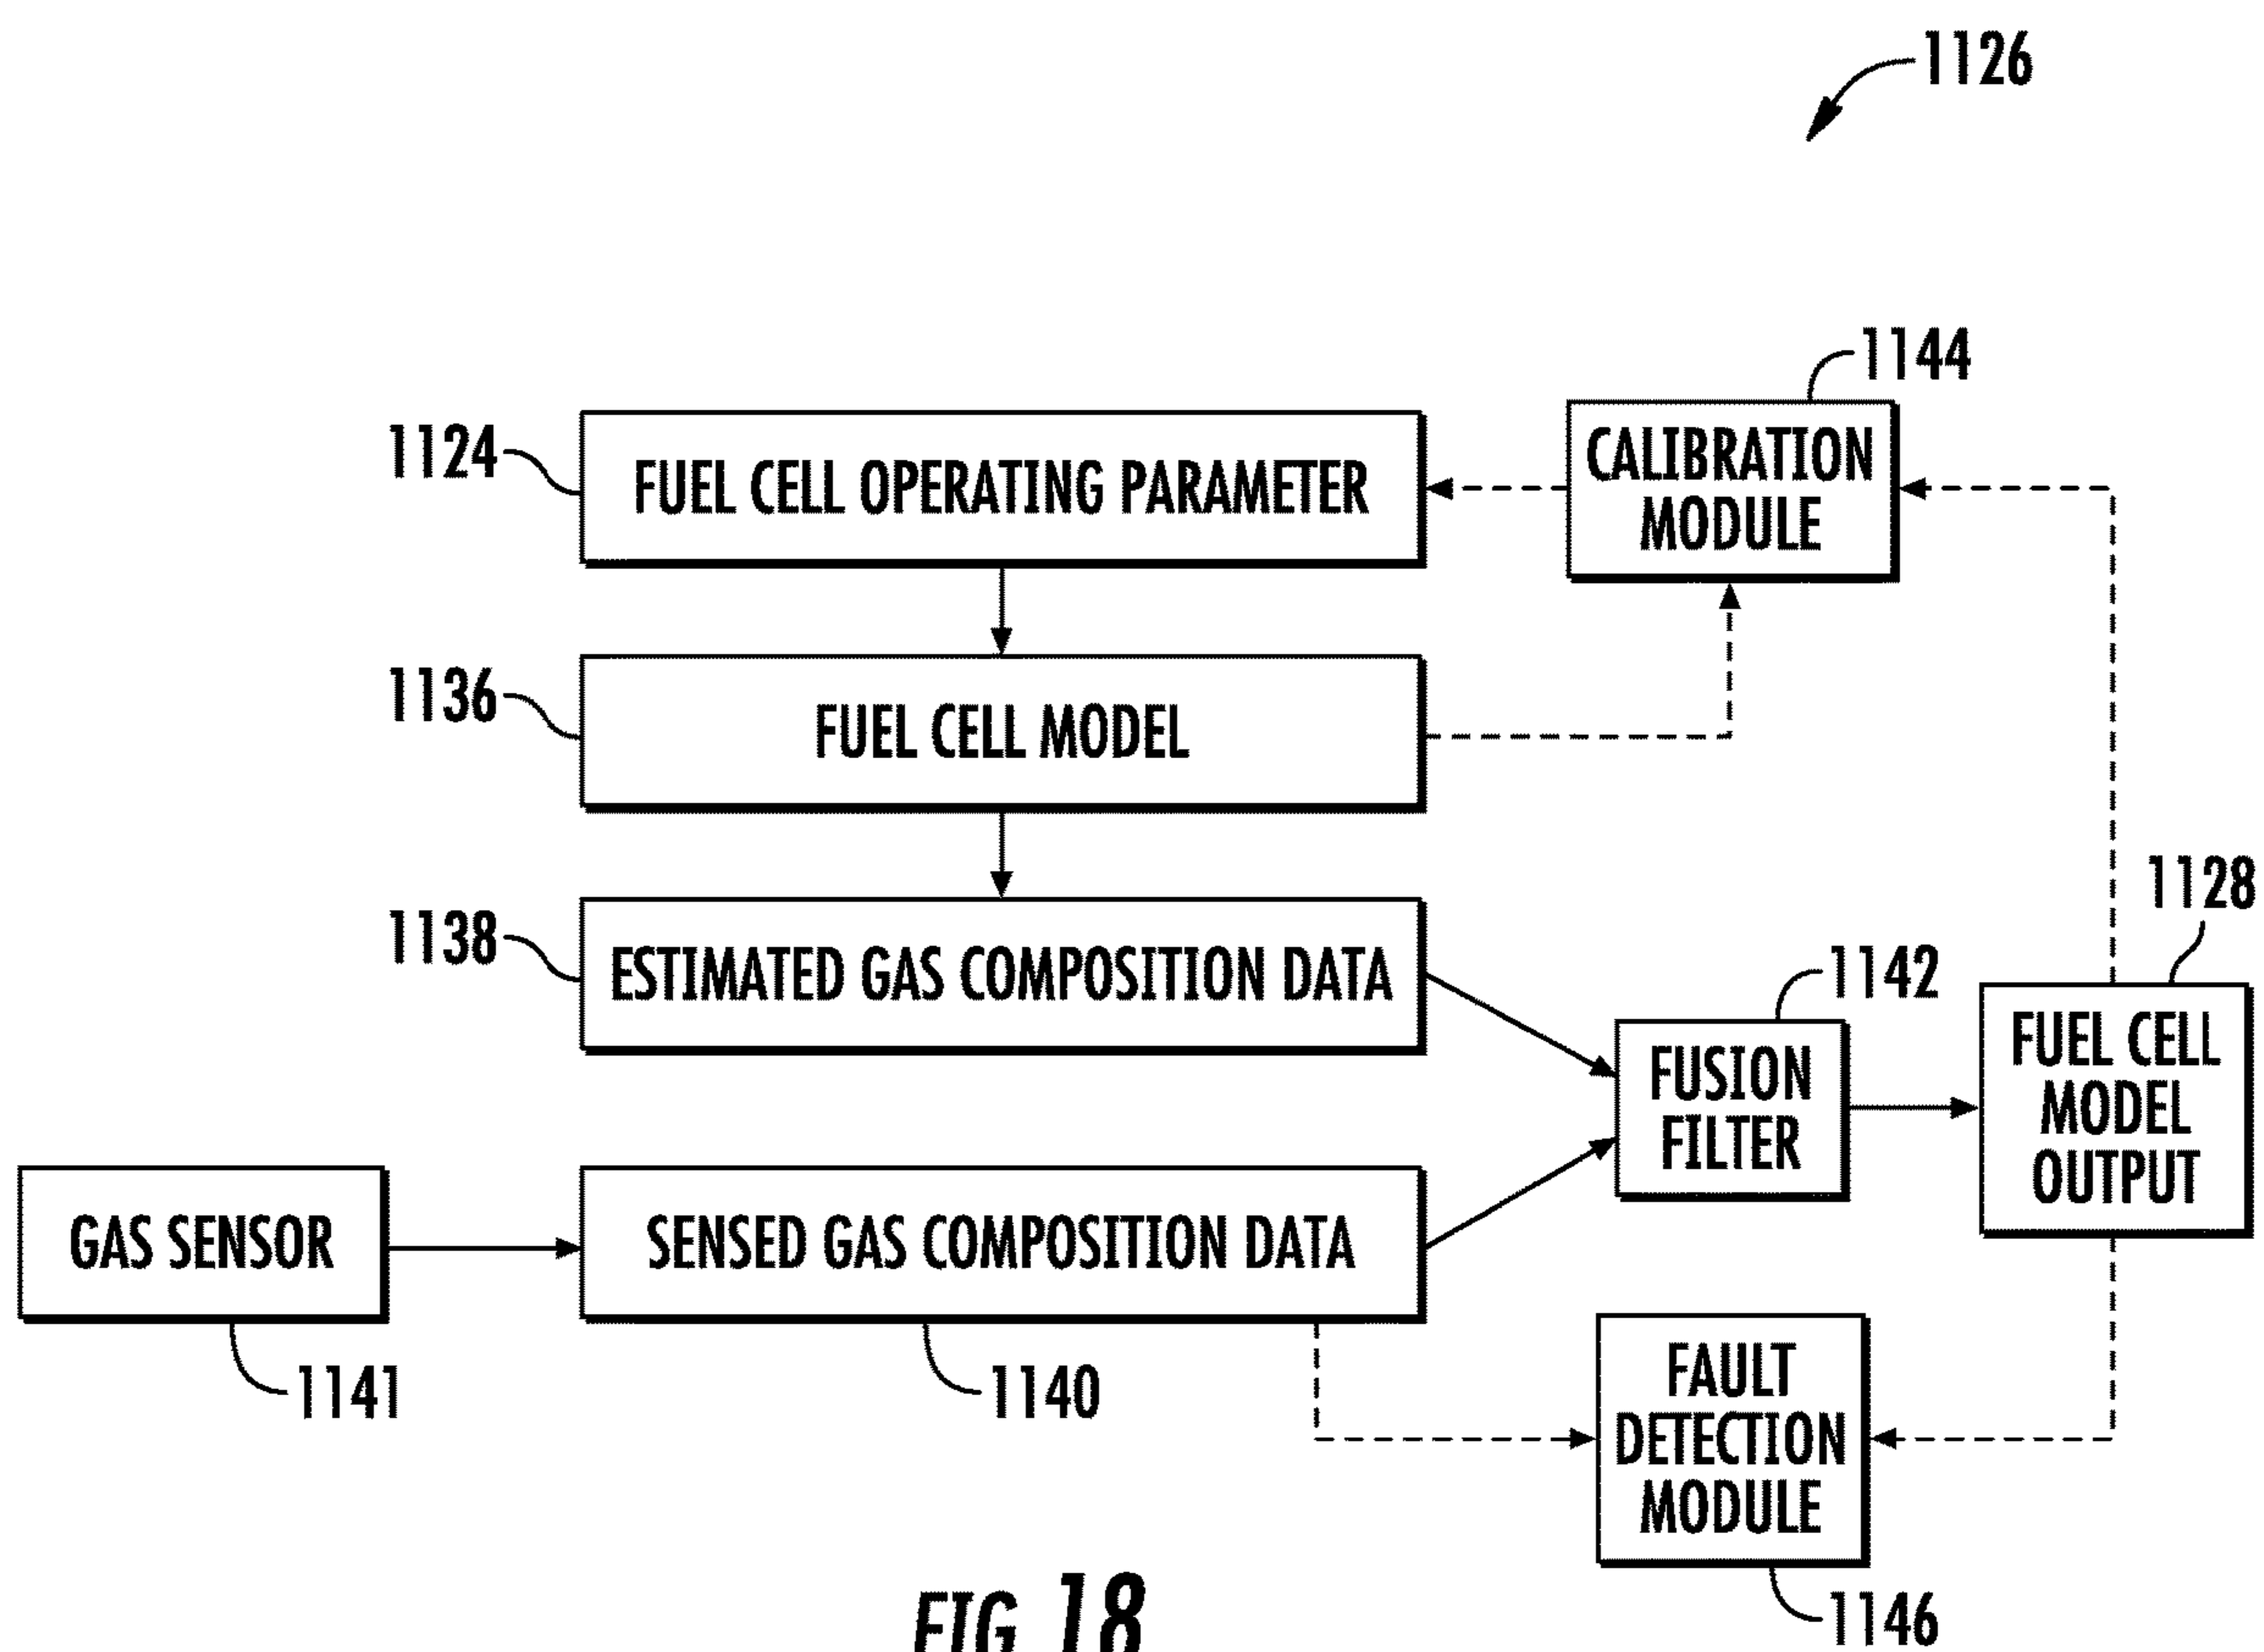 1126
1144
1124
FUEL CELL OPERATING PARAMETER
CALIBRATION
MODULE
1136
FUEL CELL MODEL
1138
ESTIMATED GAS COMPOSITION DATA
1142
1128
FUSION
FILTER
FUEL CELL
MODEL
OUTPUT
GAS SENSOR
SENSED GAS COMPOSITION DATA
1141
1140
FAULT
DETECTION
MODULE
1146
FIG. 18